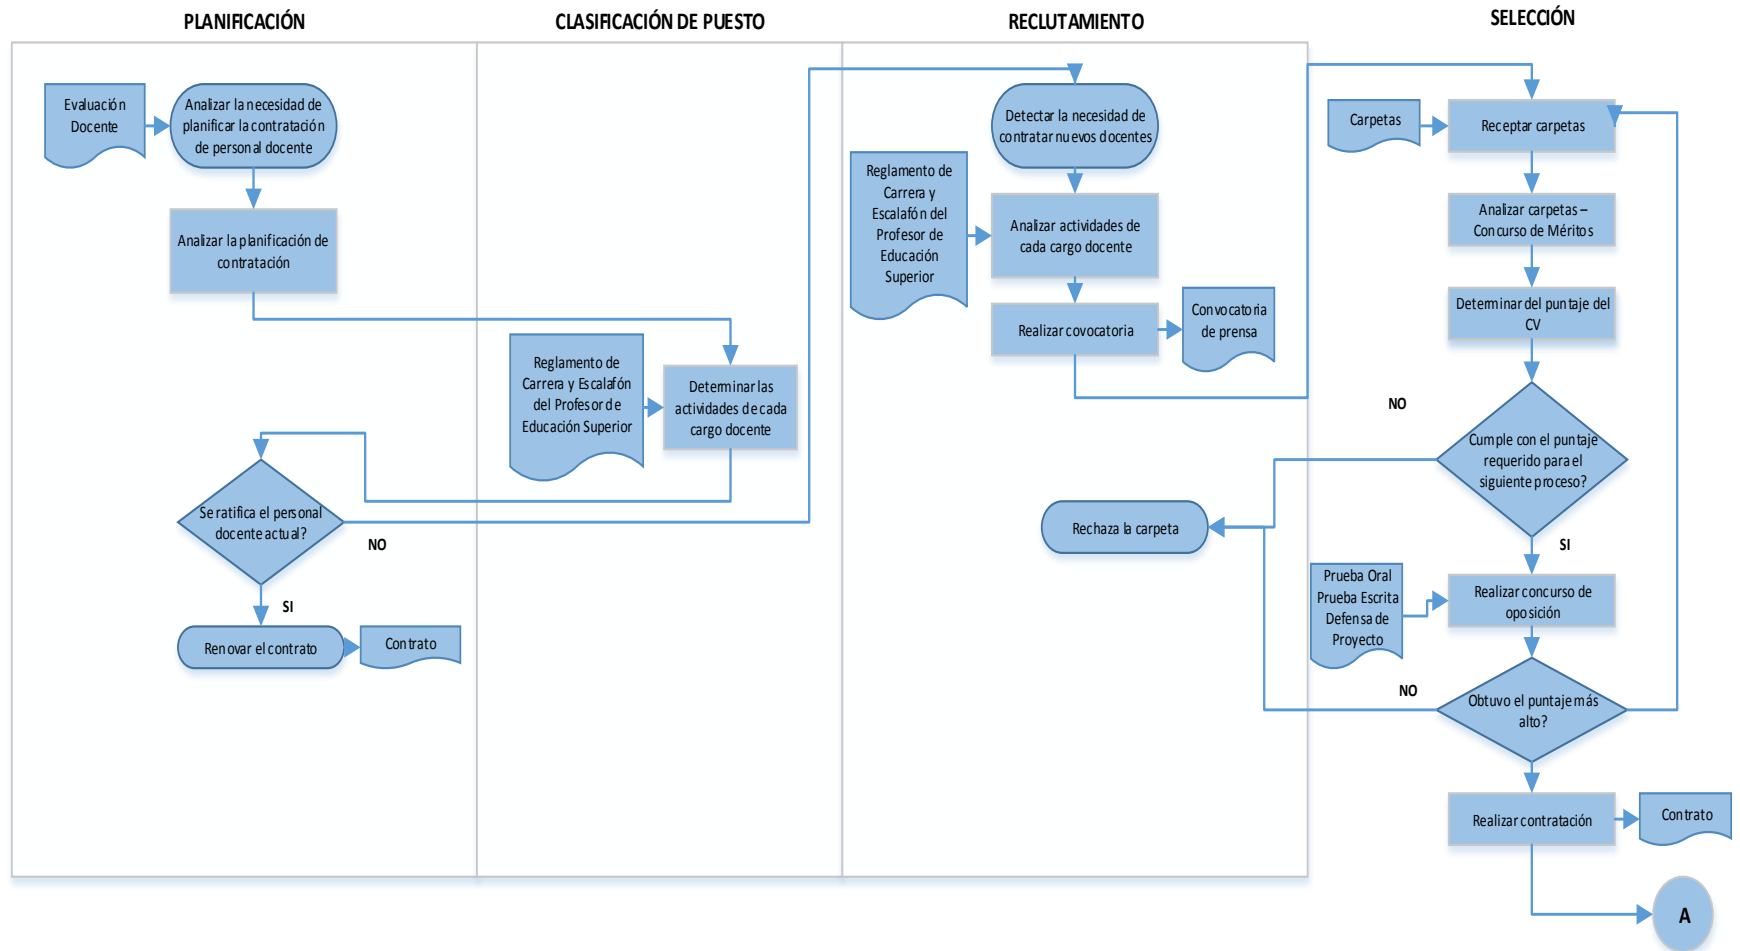 PLANIFICACIÓN
CLASIFICACIÓN DE PUESTO
RECLUTAMIENTO
SELECCIÓN
Evaluación
Docente
Analizar la necesidad de
planificar la contratación
de personal docente
Analizar la planificación de
contratación
Se ratifica el personal
docente actual?
NO
SI
Renovar el contrato
Contrato
Reglamento de
Carrera y Escalafón
del Profesor de
Educación Superior
Determinar las
actividades de cada
cargo docente
Detectar la necesidad de
contratar nuevos docentes
Reglamento de
Carrera y
Escalafón del
Profesor de
Educación
Superior
Analizar actividades de
cada cargo docente
Realizar covocatoria
Convocatoria
de prensa
Rechaza la carpeta
Carpetas
Receptar carpetas
Analizar carpetas –
Concurso de Méritos
Determinar del puntaje del
CV
NO
Cumple con el puntaje
requerido para el
siguiente proceso?
SI
Prueba Oral
Prueba Escrita
Defensa de
Proyecto
Realizar concurso de
oposición
NO
Obtuvo el puntaje más
alto?
Realizar contratación
Contrato
A